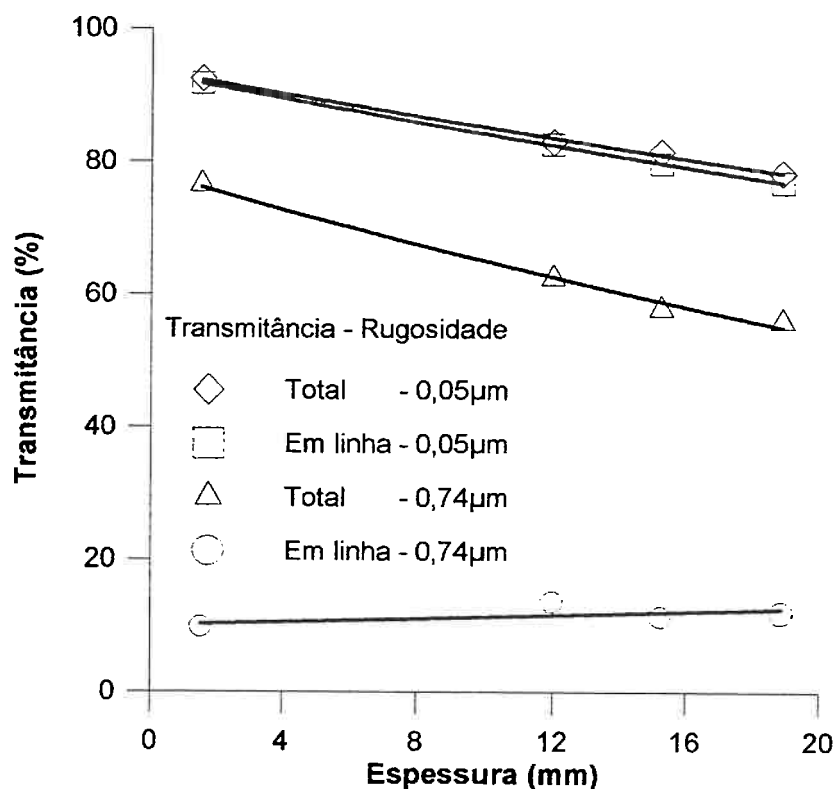 100
80
60
40
20
0
Transmitância (%)
Transmitância - Rugosidade
Total - 0,05µm
Em linha - 0,05µm
Total - 0,74µm
Em linha - 0,74µm
0 4 8 12 16 20
Espessura (mm)